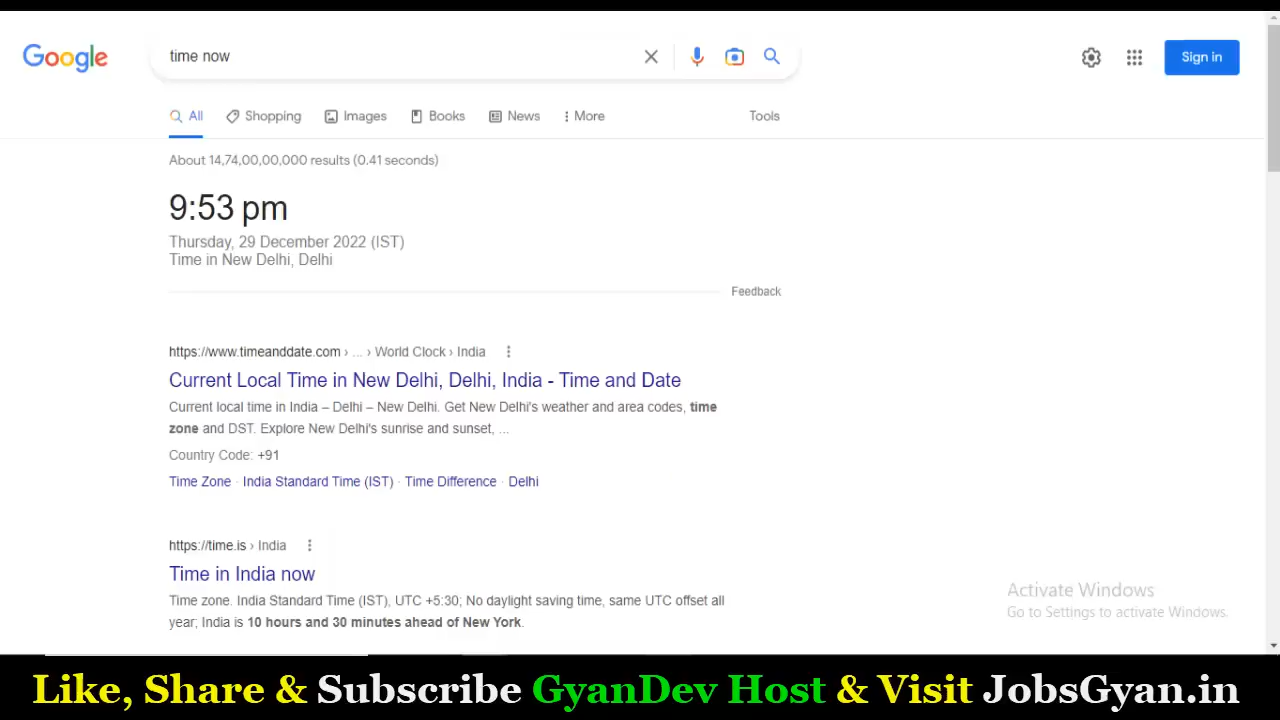 Google
time now
Sign in
All Shopping Images Books News More Tools
About 14,74,00,00,000 results (0.41 seconds)
9:53 pm
Thursday, 29 December 2022 (IST)
Time in New Delhi, Delhi
Feedback
https://www.timeanddate.com › ... › World Clock › India
Current Local Time in New Delhi, Delhi, India - Time and Date
Current local time in India – Delhi – New Delhi. Get New Delhi's weather and area codes, time
zone and DST. Explore New Delhi's sunrise and sunset, ...
Country Code: +91
Time Zone · India Standard Time (IST) · Time Difference · Delhi
https://time.is › India
Time in India now
Time zone. India Standard Time (IST), UTC +5:30; No daylight saving time, same UTC offset all
year; India is 10 hours and 30 minutes ahead of New York.
Activate Windows
Go to Settings to activate Windows.
Like, Share & Subscribe GyanDev Host & Visit JobsGyan.in